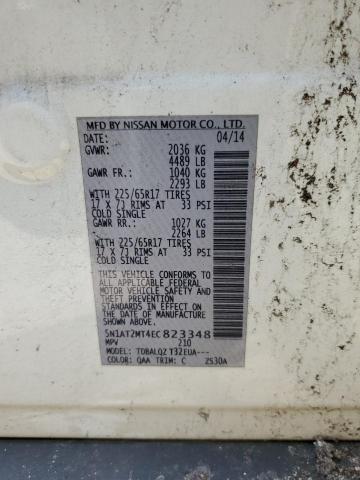 MFD BY NISSAN MOTOR CO., LTD.
DATE: 04/14
GVWR: 2036 KG
4489 LB
GAWR FR: 1040 KG
2293 LB
WITH 225/65R17 TIRES
17 X 7J RIMS AT 33 PSI
COLD SINGLE
GAWR RR: 1027 KG
2264 LB
WITH 225/65R17 TIRES
17 X 7J RIMS AT 33 PSI
COLD SINGLE
THIS VEHICLE CONFORMS TO ALL
APPLICABLE FEDERAL
MOTOR VEHICLE SAFETY, BUMPER, AND
THEFT PREVENTION
STANDARDS IN EFFECT ON THE
DATE OF MANUFACTURE
SHOWN ABOVE.
5N1AT2MT4EC823348
MPV 210
MODEL: TDBALQZ T32EUA---
COLOR: QAA TRIM: C 2S30A